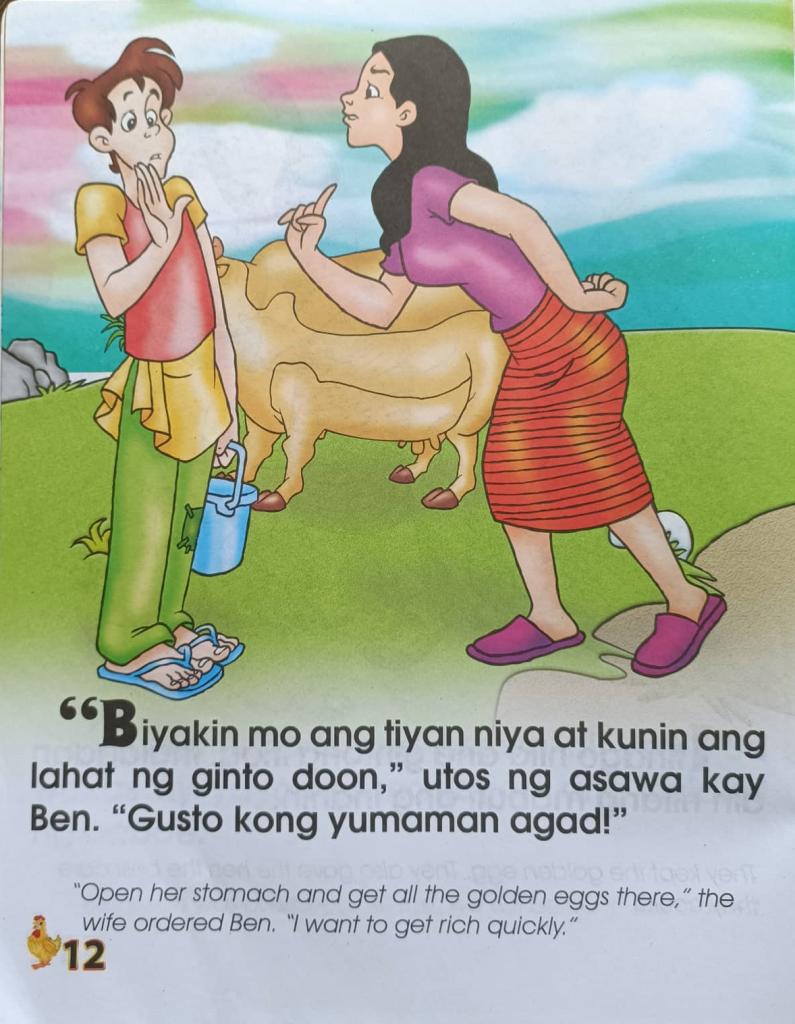 “Biyakin mo ang tiyan niya at kunin ang
lahat ng ginto doon,” utos ng asawa kay
Ben. “Gusto kong yumaman agad!”
“Open her stomach and get all the golden eggs there,” the
wife ordered Ben. “I want to get rich quickly.”
12